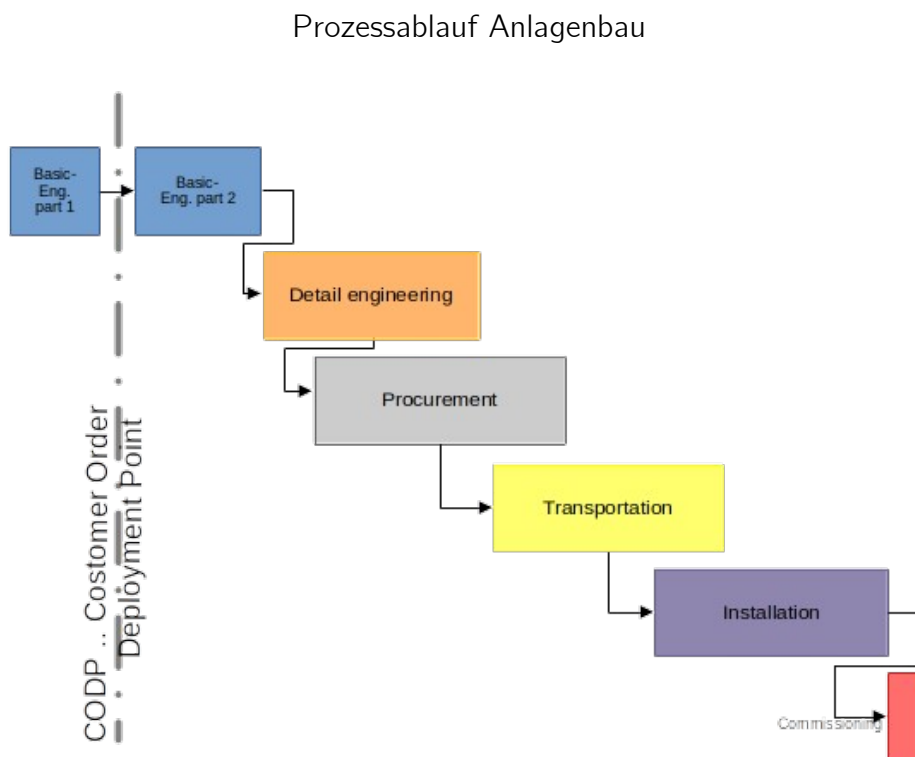 Prozessablauf Anlagenbau
Basic-
Eng.
part 1
Basic-
Eng. part 2
Detail engineering
Procurement
CODP .. Costomer Order
Deployment Point
Transportation
Installation
Commissioning